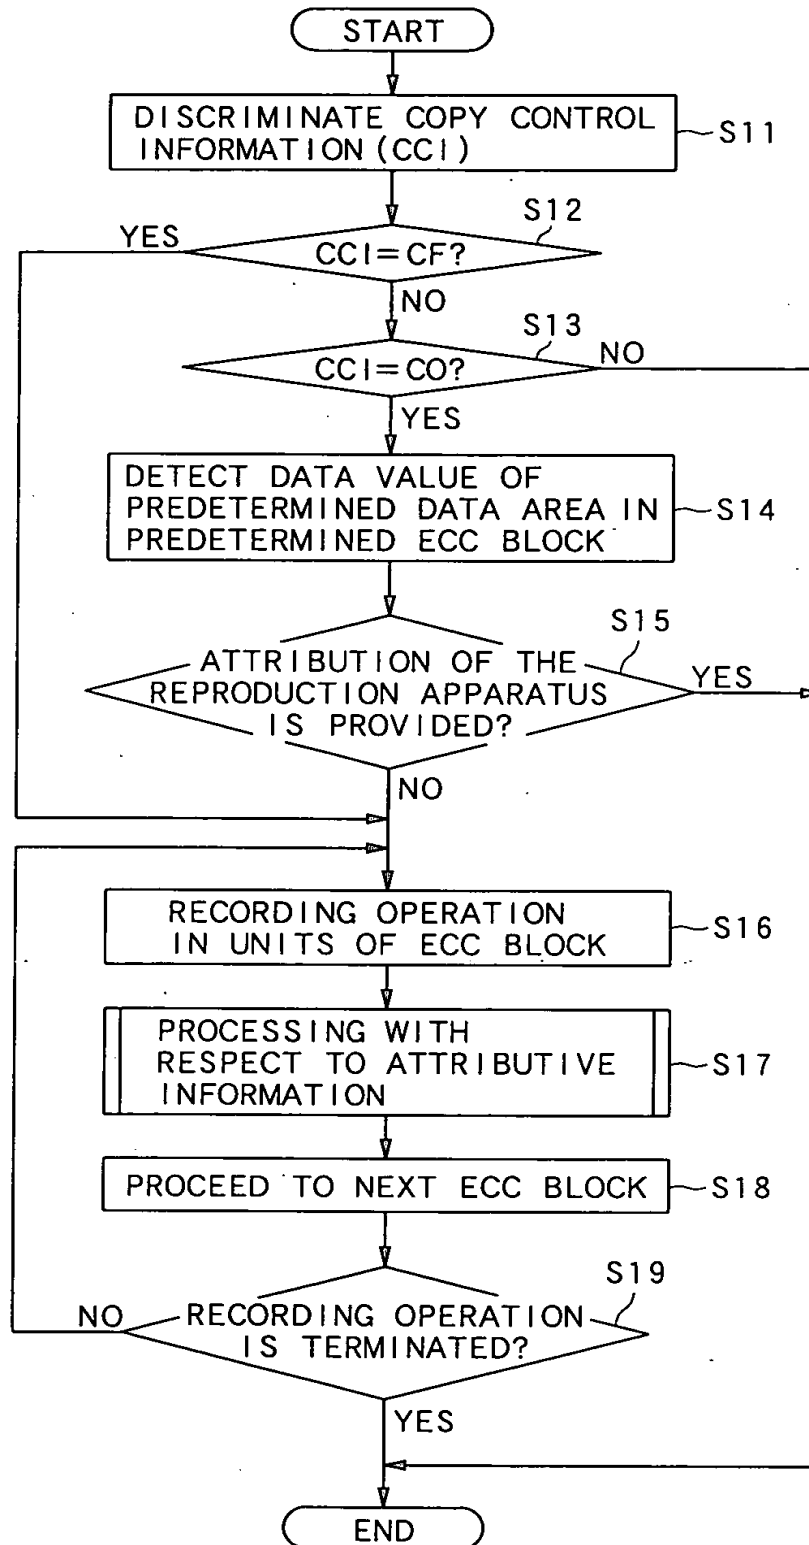 START
DISCRIMINATE COPY CONTROL
INFORMATION(CCI)
S11
S12
YES
CCI=CF?
NO
S13
CCI=CO?
NO
YES
DETECT DATA VALUE OF
PREDETERMINED DATA AREA IN
PREDETERMINED ECC BLOCK
S14
S15
ATTRIBUTION OF THE
REPRODUCTION APPARATUS
IS PROVIDED?
YES
NO
RECORDING OPERATION
IN UNITS OF ECC BLOCK
S16
PROCESSING WITH
RESPECT TO ATTRIBUTIVE
INFORMATION
S17
PROCEED TO NEXT ECC BLOCK
S18
S19
NO
RECORDING OPERATION
IS TERMINATED?
YES
END